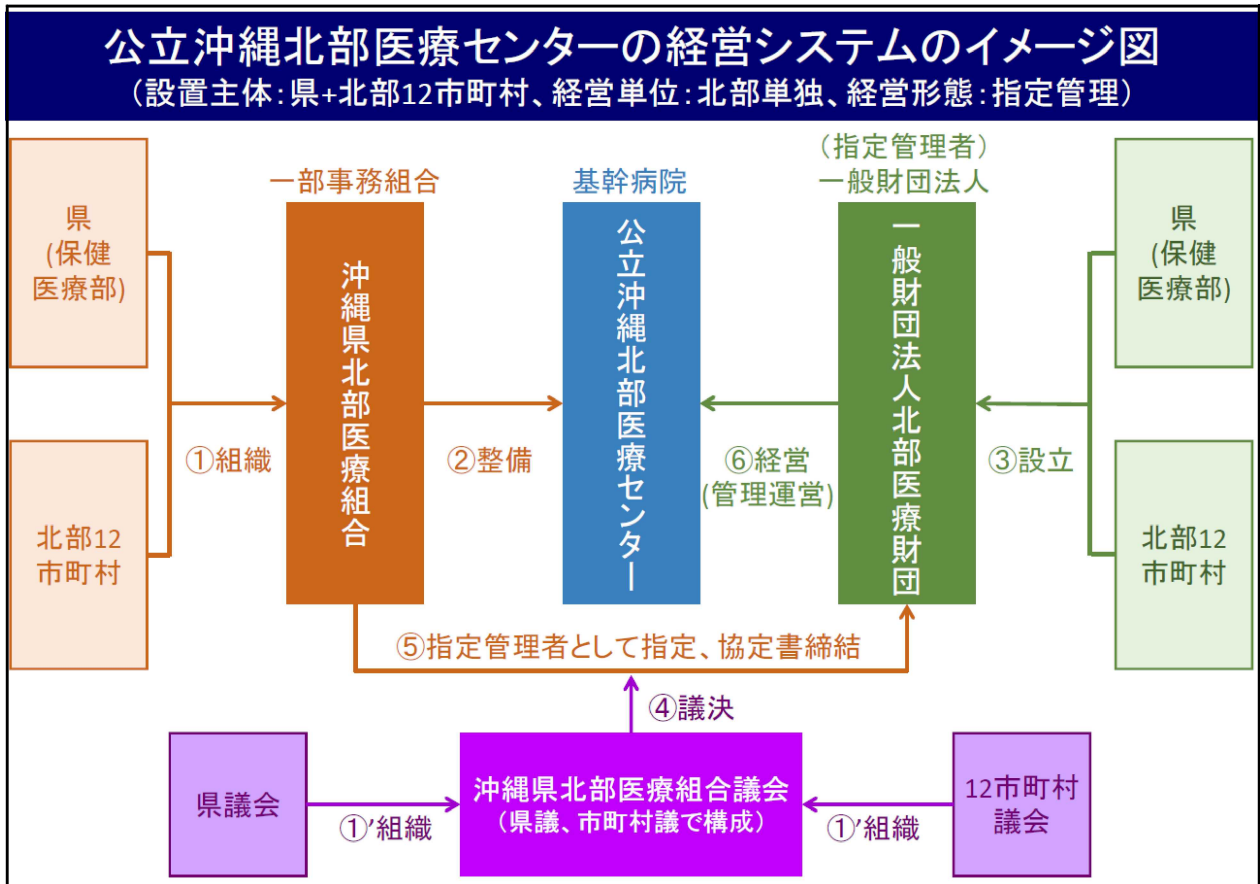 公立沖縄北部医療センターの経営システムのイメージ図
（設置主体：県+北部12市町村、経営単位：北部単独、経営形態：指定管理）
県
(保健
医療部)
北部12
市町村
①組織
一部事務組合
沖縄県北部医療組合
②整備
基幹病院
公立沖縄北部医療センター
⑥経営
(管理運営)
（指定管理者）
一般財団法人
一般財団法人北部医療財団
③設立
県
(保健
医療部)
北部12
市町村
⑤指定管理者として指定、協定書締結
④議決
県議会
①’組織
沖縄県北部医療組合議会
（県議、市町村議で構成）
①’組織
12市町村
議会